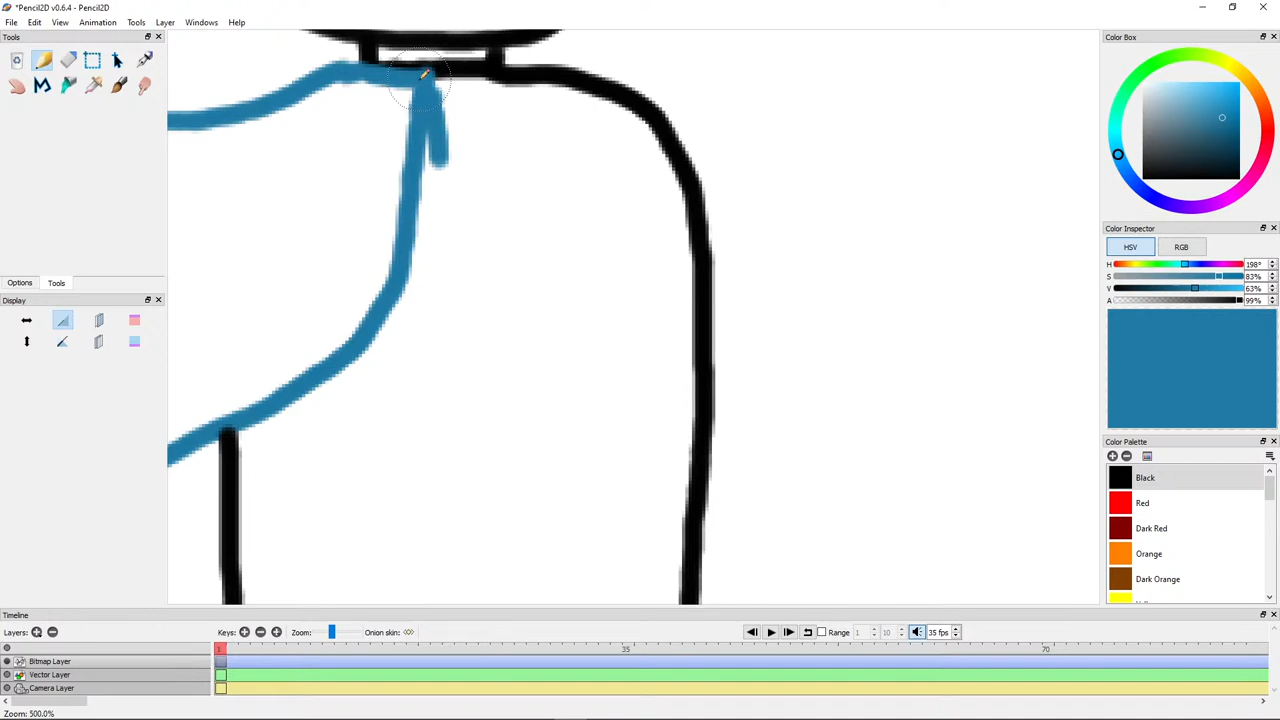 *Pencil2D v0.6.4 - Pencil2D
File Edit View Animation Tools Layer Windows Help
Tools
Options Tools
Display
Color Box
Color Inspector
HSV RGB
H 198°
S 83%
V 63%
A 99%
Color Palette
Black
Red
Dark Red
Orange
Dark Orange
Timeline
Layers: Keys: Zoom: Onion skin: Range 1 10 35 fps
1 35 70
Bitmap Layer
Vector Layer
Camera Layer
Zoom: 500.0%